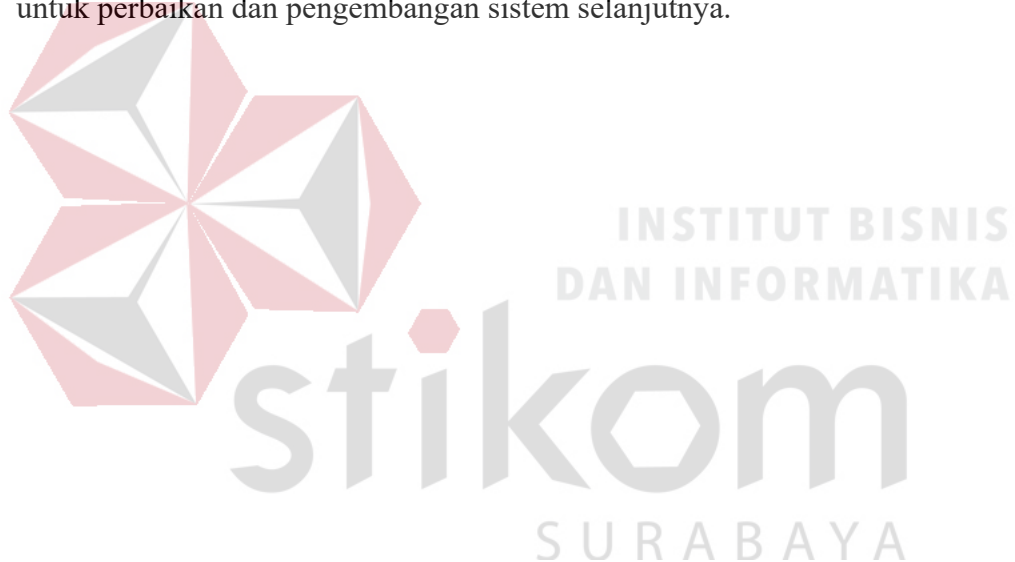 untuk perbaikan dan pengembangan sistem selanjutnya.
INSTITUT BISNIS
DAN INFORMATIKA
stikom
SURABAYA